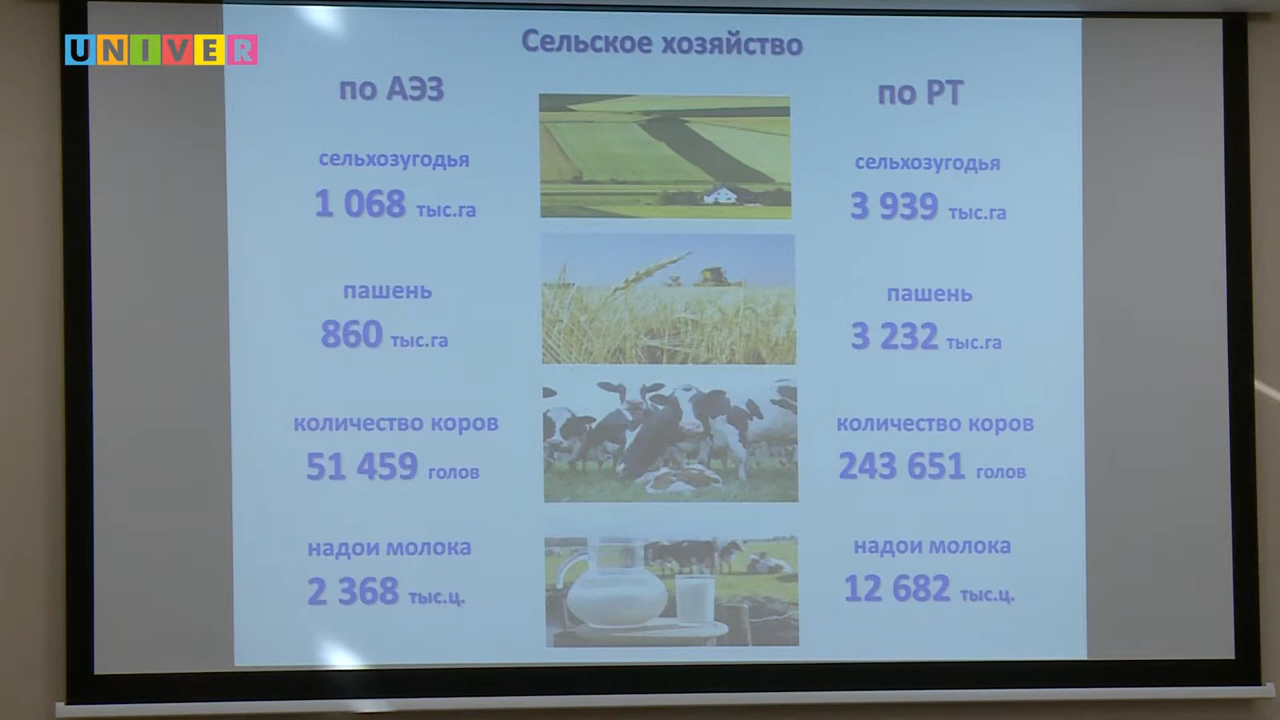 UNIVER
Сельское хозяйство
по АЭЗ
сельхозугодья
1 068 тыс.га
пашень
860 тыс.га
количество коров
51 459 голов
надои молока
2 368 тыс.ц.
по РТ
сельхозугодья
3 939 тыс.га
пашень
3 232 тыс.га
количество коров
243 651 голов
надои молока
12 682 тыс.ц.